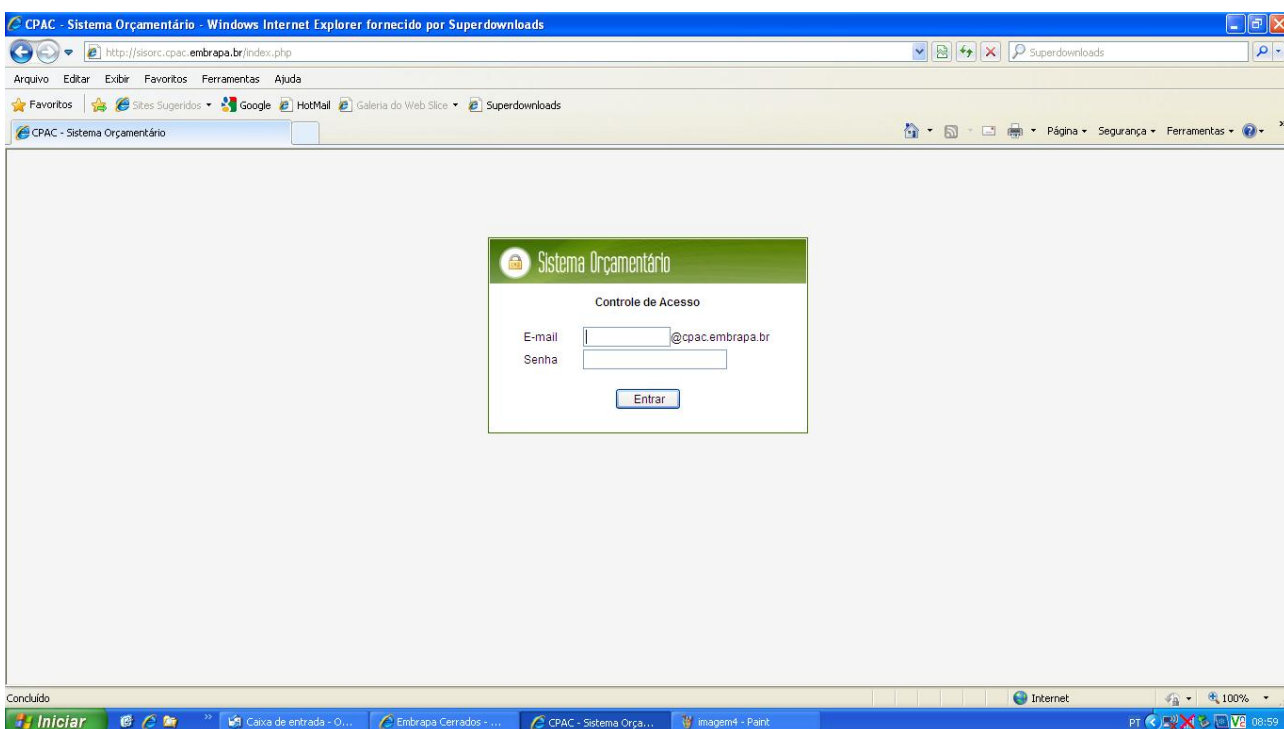 CPAC - Sistema Orçamentário - Windows Internet Explorer fornecido por Superdownloads
http://sisorc.cpac.embrapa.br/index.php
Superdownloads
Arquivo Editar Exibir Favoritos Ferramentas Ajuda
Favoritos Sites Sugeridos Google HotMail Galeria do Web Slice Superdownloads
CPAC - Sistema Orçamentário
Página Segurança Ferramentas
Sistema Orçamentário
Controle de Acesso
E-mail @cpac.embrapa.br
Senha
Entrar
Concluído Internet 100%
Iniciar Caixa de entrada - O... Embrapa Cerrados - ... CPAC - Sistema Orça... imagem4 - Paint PT 08:59